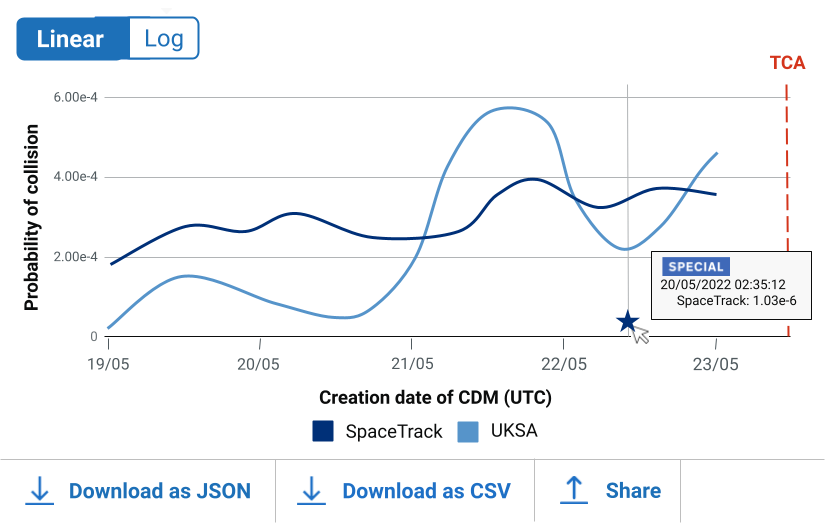 Linear Log
TCA
Probability of collision
6.00e-4
4.00e-4
2.00e-4
0
SPECIAL
20/05/2022 02:35:12
SpaceTrack: 1.03e-6
19/05 20/05 21/05 22/05 23/05
Creation date of CDM (UTC)
SpaceTrack UKSA
Download as JSON Download as CSV Share